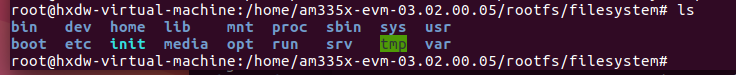 root@hxdw-virtual-machine:/home/am335x-evm-03.02.00.05/rootfs/filesystem# ls
bin dev home lib mnt proc sbin sys usr
boot etc init media opt run srv tmp var
root@hxdw-virtual-machine:/home/am335x-evm-03.02.00.05/rootfs/filesystem#